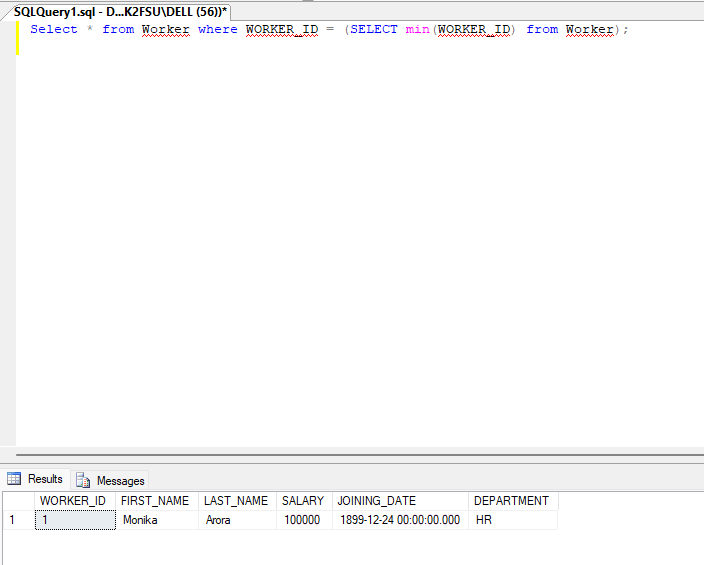 SQLQuery1.sql - D...K2FSU\DELL (56))*
Select * from Worker where WORKER_ID = (SELECT min(WORKER_ID) from Worker);
Results Messages
WORKER_ID FIRST_NAME LAST_NAME SALARY JOINING_DATE DEPARTMENT
1 1 Monika Arora 100000 1899-12-24 00:00:00.000 HR